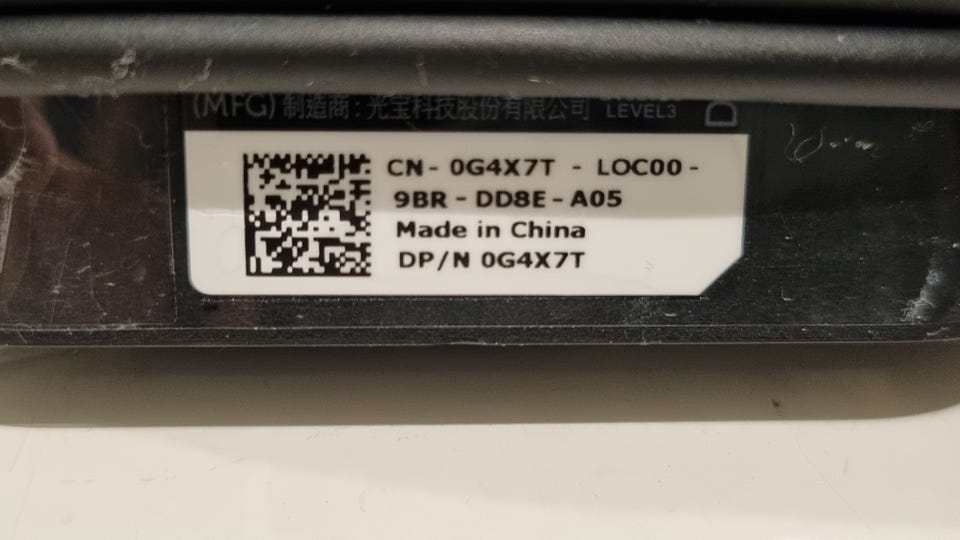 (MFG) 制造商:光宝科技股份有限公司 LEVEL3
CN- 0G4X7T - LOC00 -
9BR - DD8E - A05
Made in China
DP/N 0G4X7T